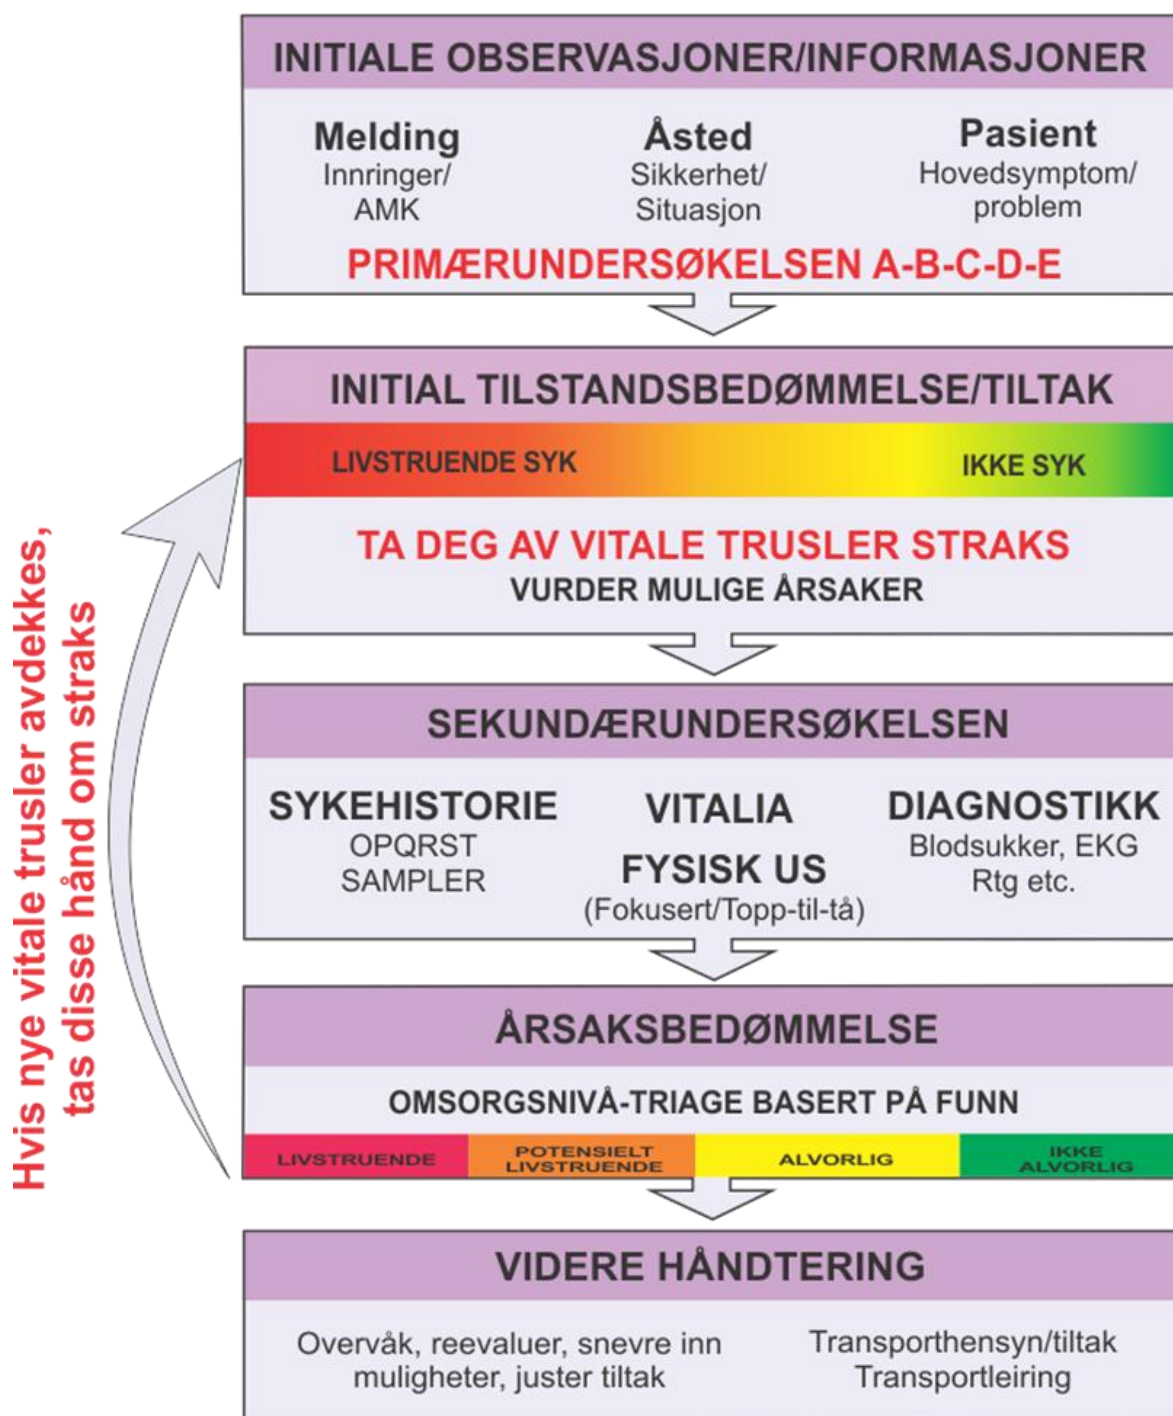 INITIALE OBSERVASJONER/INFORMASJONER
Melding
Innringer/
AMK
Åsted
Sikkerhet/
Situasjon
Pasient
Hovedsymptom/
problem
PRIMÆRUNDERSØKELSEN A-B-C-D-E
INITIAL TILSTANDSBEDØMMELSE/TILTAK
LIVSTRUENDE SYK
IKKE SYK
TA DEG AV VITALE TRUSLER STRAKS
VURDER MULIGE ÅRSAKER
SEKUNDÆRUNDERSØKELSEN
SYKEHISTORIE
OPQRST
SAMPLER
VITALIA
FYSISK US
(Fokusert/Topp-til-tå)
DIAGNOSTIKK
Blodsukker, EKG
Rtg etc.
ÅRSAKSBEDØMMELSE
OMSORGSNIVÅ-TRIAGE BASERT PÅ FUNN
LIVSTRUENDE
POTENSIELT
LIVSTRUENDE
ALVORLIG
IKKE
ALVORLIG
VIDERE HÅNDTERING
Overvåk, reevaluer, snevre inn
muligheter, juster tiltak
Transporthensyn/tiltak
Transportleiring
Hvis nye vitale trusler avdekkes,
tas disse hånd om straks